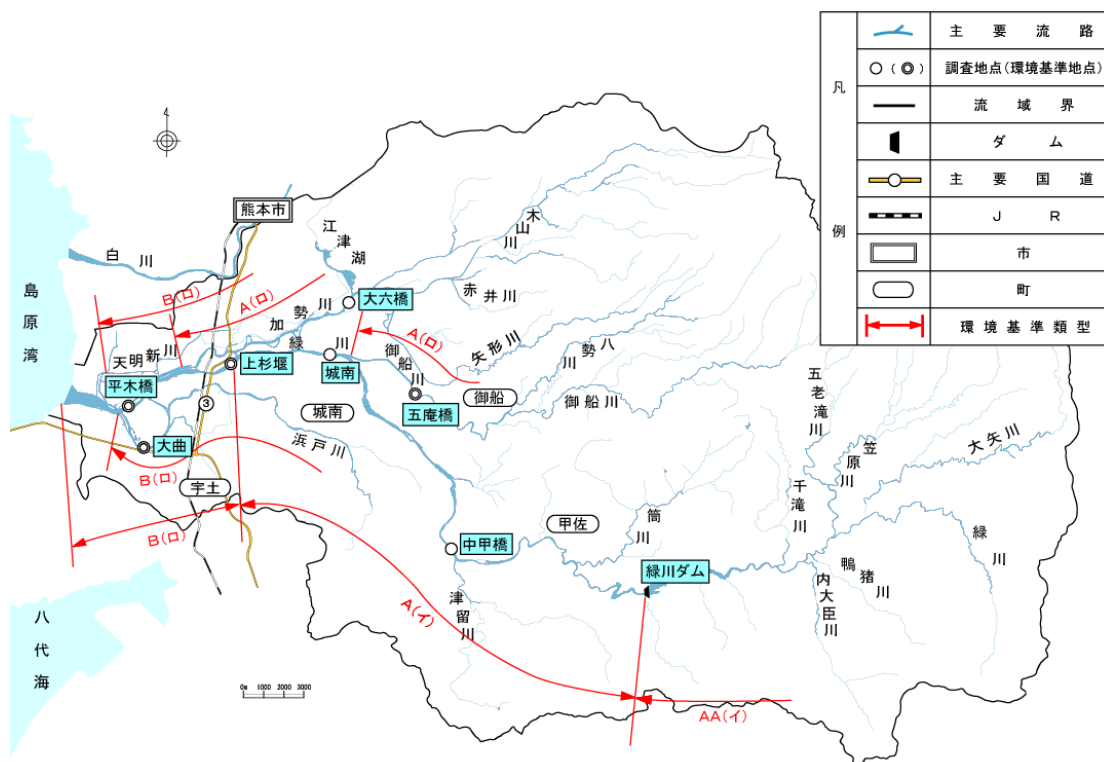 凡例
主要流路
調査地点(環境基準地点)
流域界
ダム
主要国道
JR
市
町
環境基準類型
熊本市
江津湖
木山川
白川
島原湾
赤井川
大六橋
B(ロ)
A(ロ)
加勢川
A(ロ)
矢形川
八勢川
緑川
天明新川
上杉堰
城南
御船川
平木橋
御船
五庵橋
御船川
五老滝川
笠原川
大矢川
3
城南
大曲
浜戸川
B(ロ)
宇土
千滝川
B(ロ)
甲佐
筒川
中甲橋
緑川ダム
鴨猪川
緑川
内大臣川
津留川
A(イ)
八代海
0m 1000 2000 3000
AA(イ)